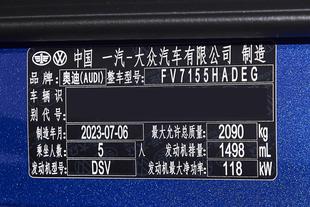 中国 一汽-大众汽车有限公司 制造
品牌 奥迪(AUDI) 整车型号 FV7155HADEG
车辆识
别代号
制造年月 2023-07-06 最大允许总质量 2090 kg
乘坐人数 5 人 发动机排量 1498 mL
发动机型号 DSV 发动机最大净功率 118 kW